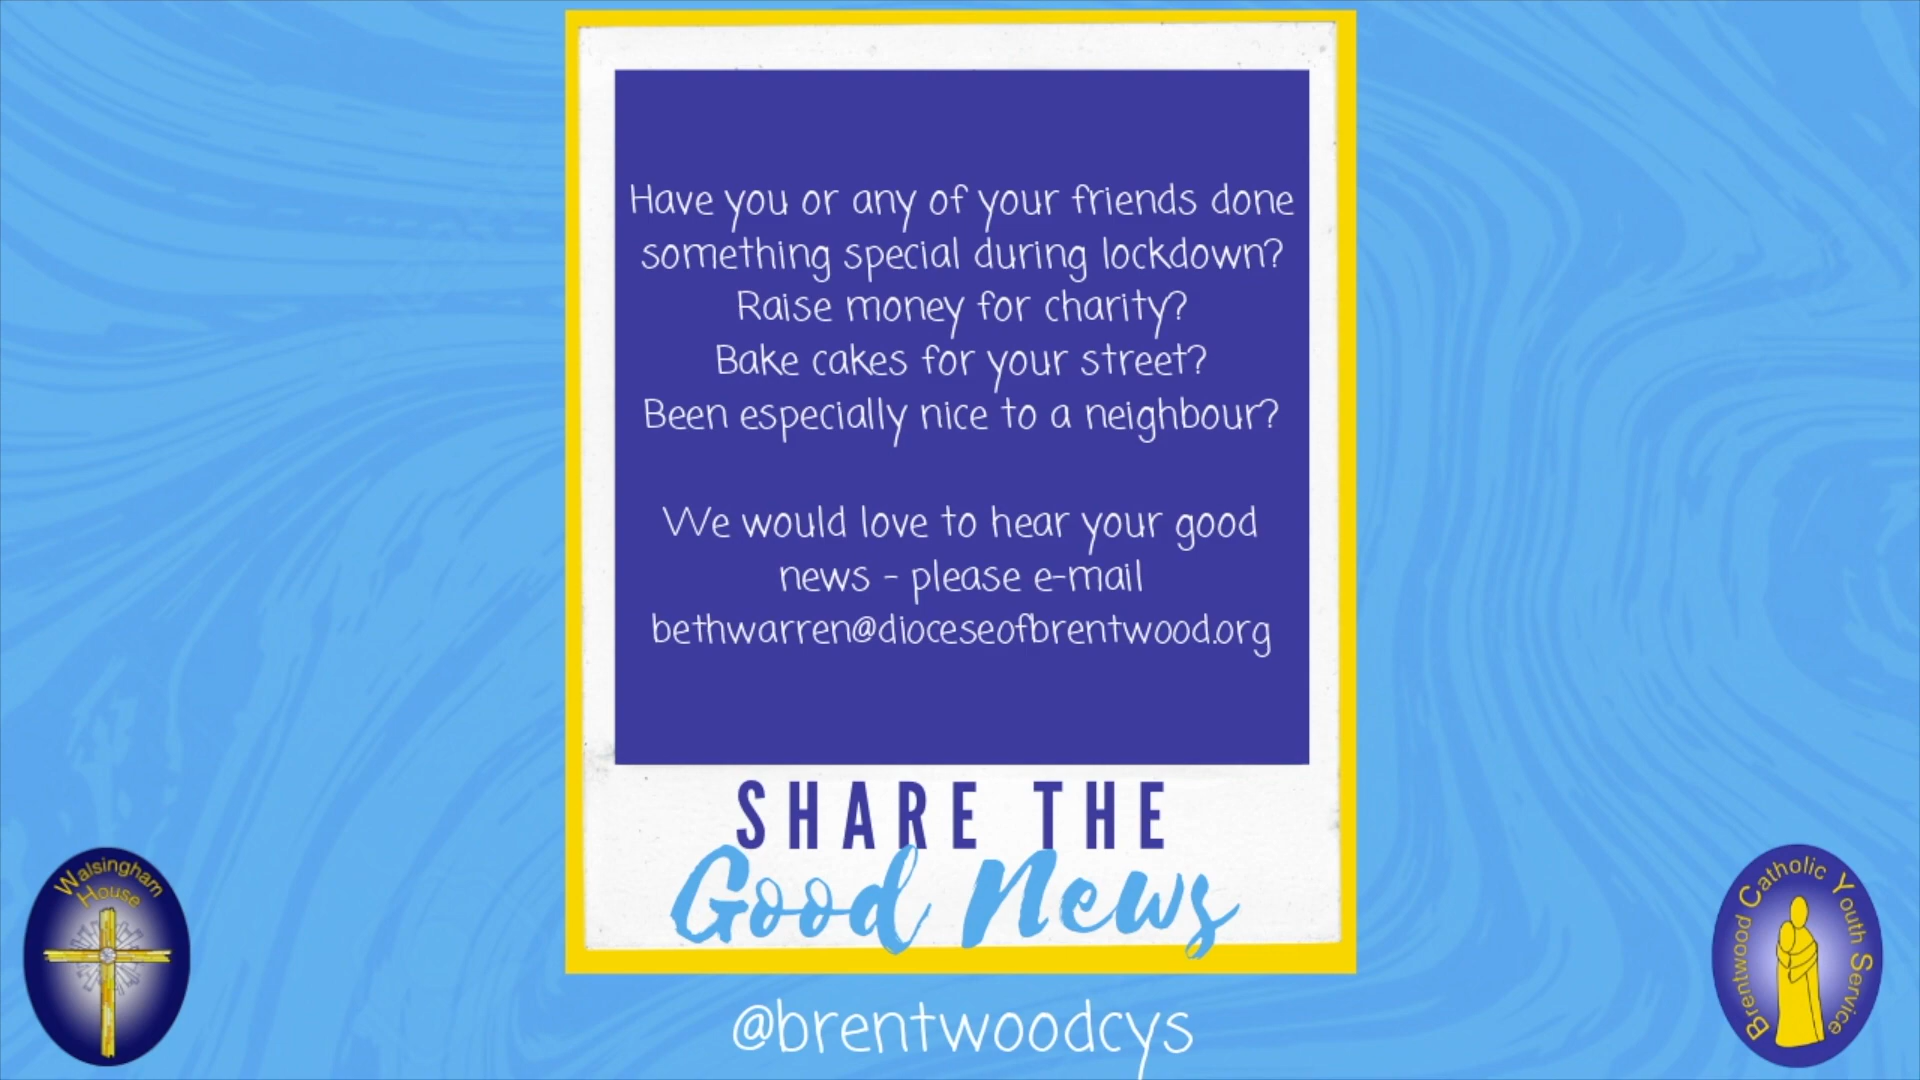 Have you or any of your friends done
something special during lockdown?
Raise money for charity?
Bake cakes for your street?
Been especially nice to a neighbour?
We would love to hear your good
news - please e-mail
bethwarren@dioceseofbrentwood.org
SHARE THE
Good News
Walsingham
House
Brentwood Catholic Youth Service
@brentwoodcys